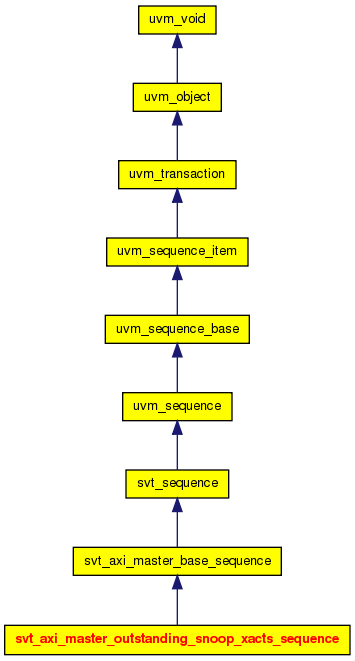 uvm_void
uvm_object
uvm_transaction
uvm_sequence_item
uvm_sequence_base
uvm_sequence
svt_sequence
svt_axi_master_base_sequence
svt_axi_master_outstanding_snoop_xacts_sequence